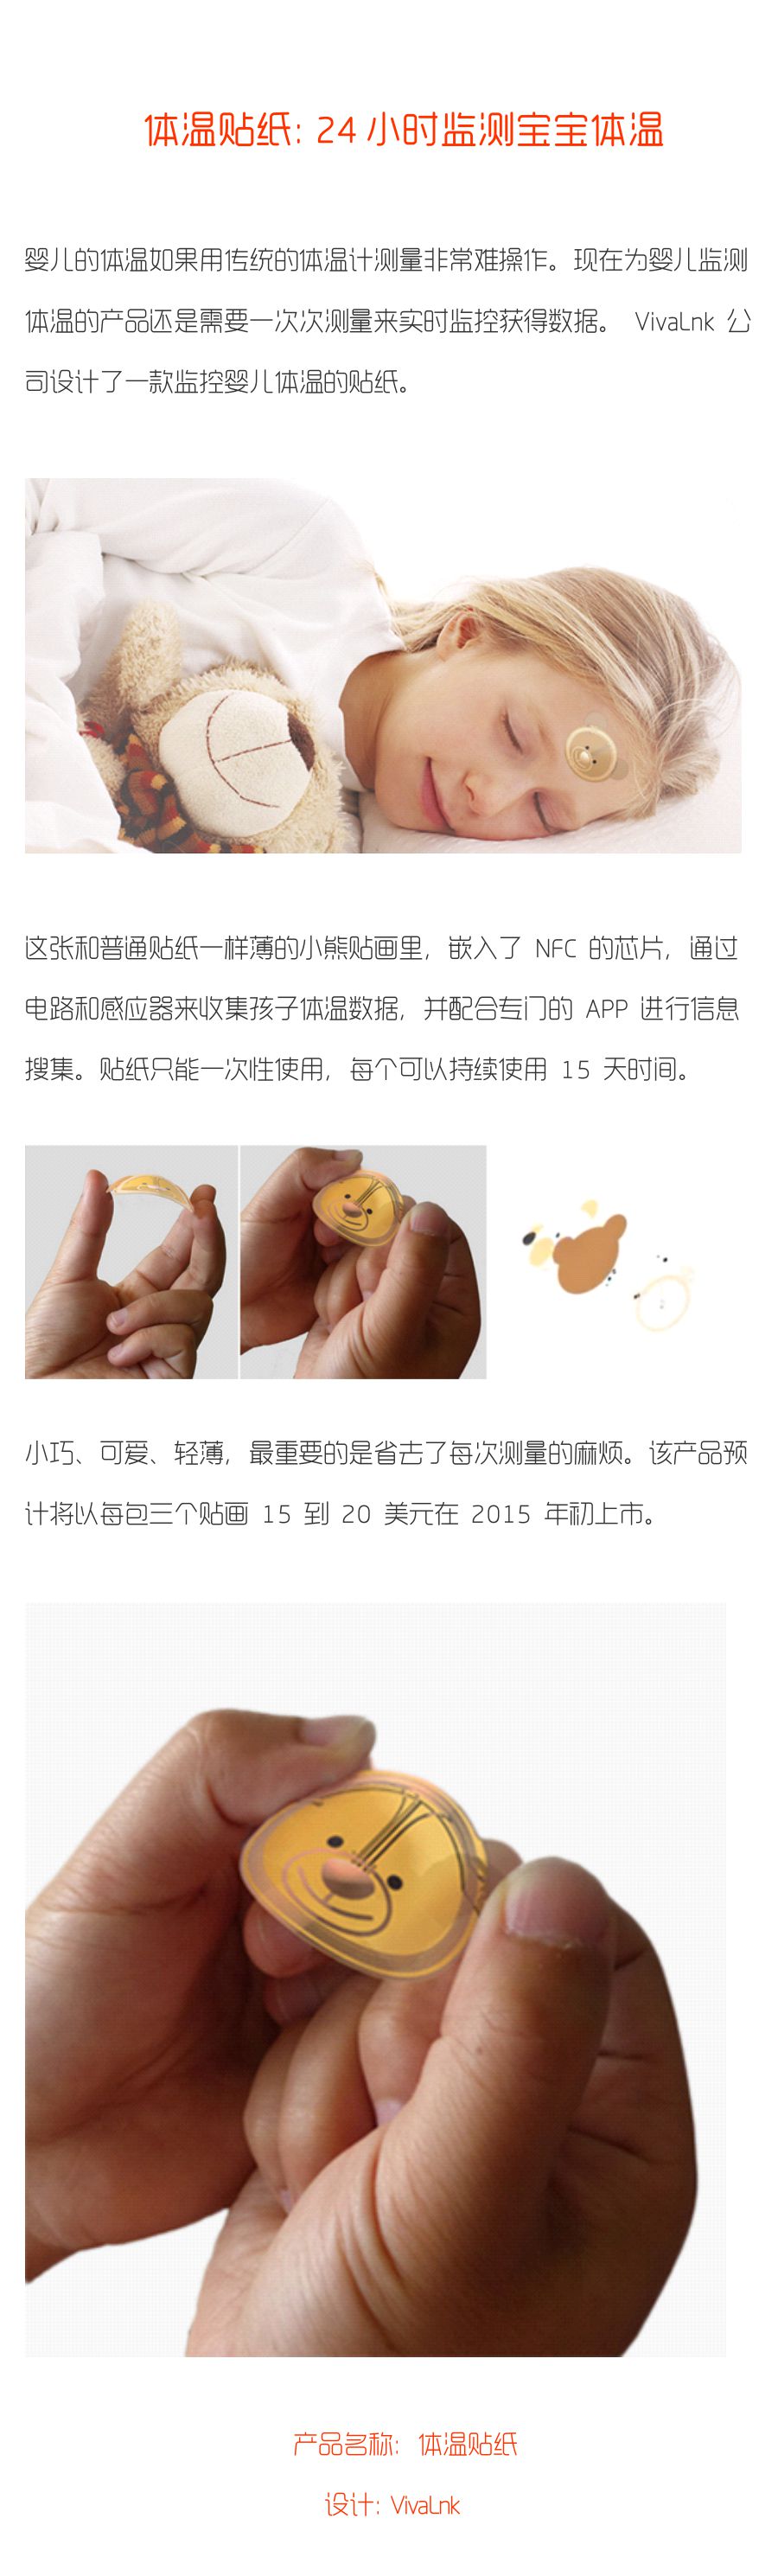 体温贴纸: 24 小时监测宝宝体温
婴儿的体温如果用传统的体温计测量非常难操作。现在为婴儿监测
体温的产品还是需要一次次测量来实时监控获得数据。 VivaLnk 公
司设计了一款监控婴儿体温的贴纸。
这张和普通贴纸一样薄的小熊贴画里, 嵌入了 NFC 的芯片, 通过
电路和感应器来收集孩子体温数据, 并配合专门的 APP 进行信息
搜集。贴纸只能一次性使用, 每个可以持续使用 15 天时间。
小巧、可爱、轻薄, 最重要的是省去了每次测量的麻烦。该产品预
计将以每包三个贴画 15 到 20 美元在 2015 年初上市。
产品名称: 体温贴纸
设计: VivaLnk